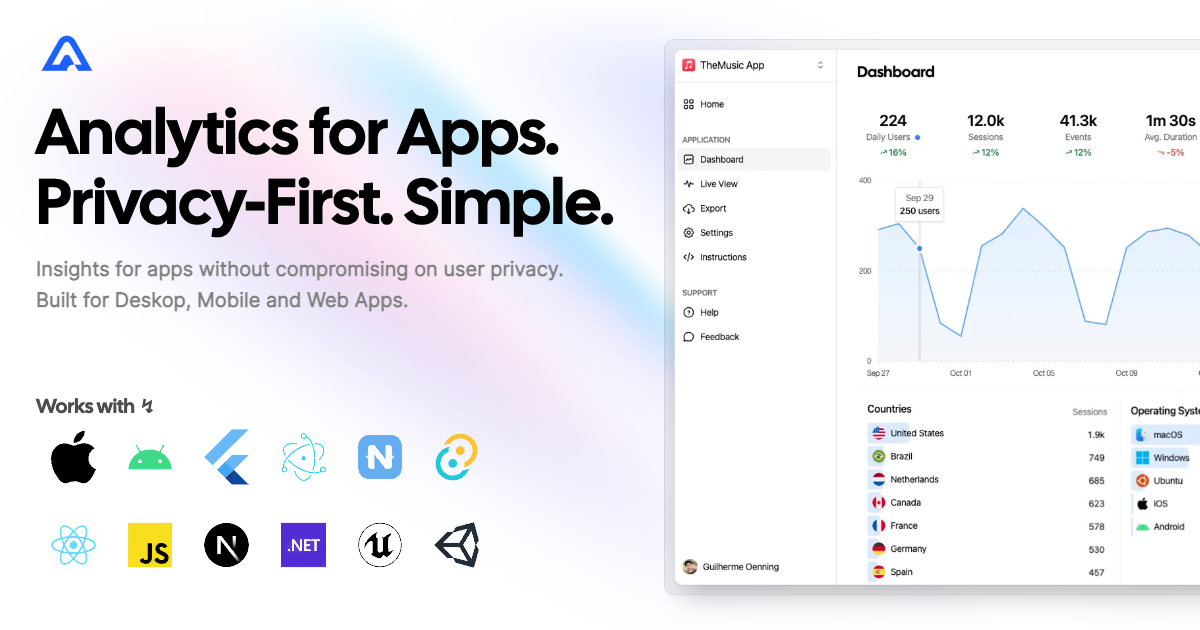 Analytics for Apps.
Privacy-First. Simple.
Insights for apps without compromising on user privacy.
Built for Deskop, Mobile and Web Apps.
Works with
N
JS
N
.NET
TheMusic App
Home
APPLICATION
Dashboard
Live View
Export
Settings
Instructions
SUPPORT
Help
Feedback
Guilherme Oenning
Dashboard
224 12.0k 41.3k 1m 30s
Daily Users Sessions Events Avg. Duration
16% 12% 12% -5%
400
Sep 29
250 users
200
0
Sep 27 Oct 01 Oct 05 Oct 09
Countries Sessions
United States 1.9k
Brazil 749
Netherlands 685
Canada 623
France 578
Germany 530
Spain 457
Operating Syste
macOS
Windows
Ubuntu
iOS
Android